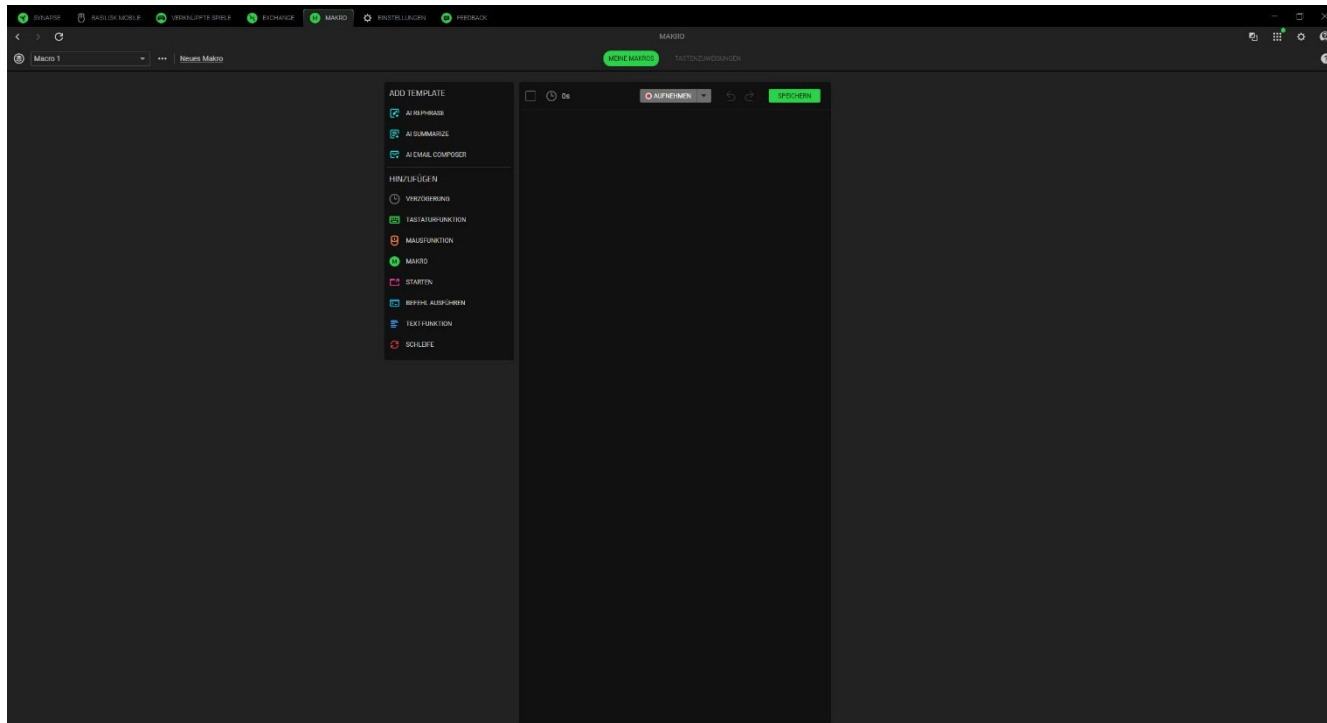 SYNAPSE BASILISK MOBILE VERKNÜPFTE SPIELE EXCHANGE MAKRO EINSTELLUNGEN FEEDBACK
MAKRO
Macro 1 Neues Makro MEINE MAKROS TASTENZUWEISUNGEN
ADD TEMPLATE
0s AUFNEHMEN SPEICHERN
AI REPHRASE
AI SUMMARIZE
AI EMAIL COMPOSER
HINZUFÜGEN
VERZÖGERUNG
TASTATURFUNKTION
MAUSFUNKTION
MAKRO
STARTEN
BEFEHL AUSFÜHREN
TEXTFUNKTION
SCHLEIFE